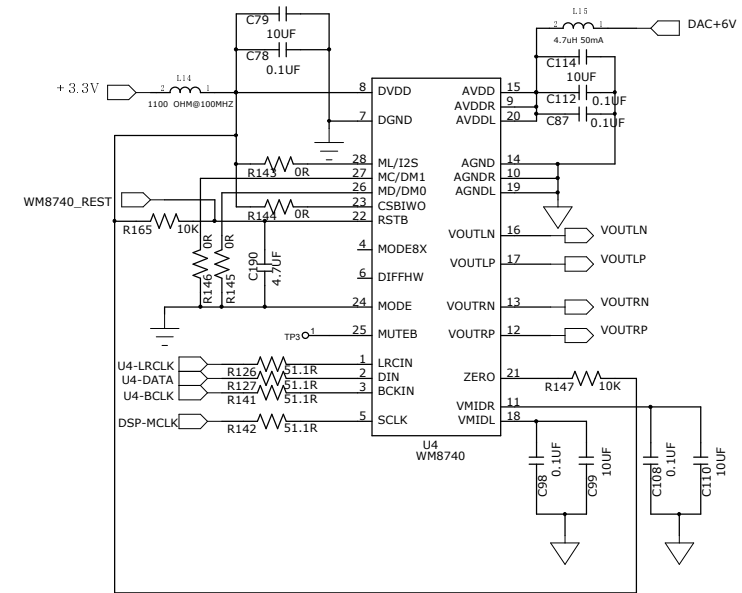 C79
10UF
C78
0.1UF
L15
2 1
4.7uH 50mA
DAC+6V
C114
10UF
C112
0.1UF
C87
0.1UF
+3.3V
L14
2 1
1100 OHM@100MHZ
8 DVDD
7 DGND
28 ML/I2S
27 MC/DM1
26 MD/DM0
23 CSBIWO
22 RSTB
4 MODE8X
6 DIFFHW
24 MODE
25 MUTEB
1 LRCIN
2 DIN
3 BCKIN
5 SCLK
AVDD 15
AVDDR 9
AVDDL 20
AGND 14
AGNDR 10
AGNDL 19
VOUTLN 16
VOUTLP 17
VOUTRN 13
VOUTRP 12
ZERO 21
VMIDR 11
VMIDL 18
U4
WM8740
R143 0R
R144 0R
WM8740_REST
R165 10K
R146 0R
R145 0R
C190
4.7UF
TP3 1
U4-LRCLK
U4-DATA
U4-BCLK
DSP-MCLK
R126 51.1R
R127 51.1R
R141 51.1R
R142 51.1R
VOUTLN
VOUTLP
VOUTRN
VOUTRP
R147 10K
C98
0.1UF
C99
10UF
C108
0.1UF
C110
10UF